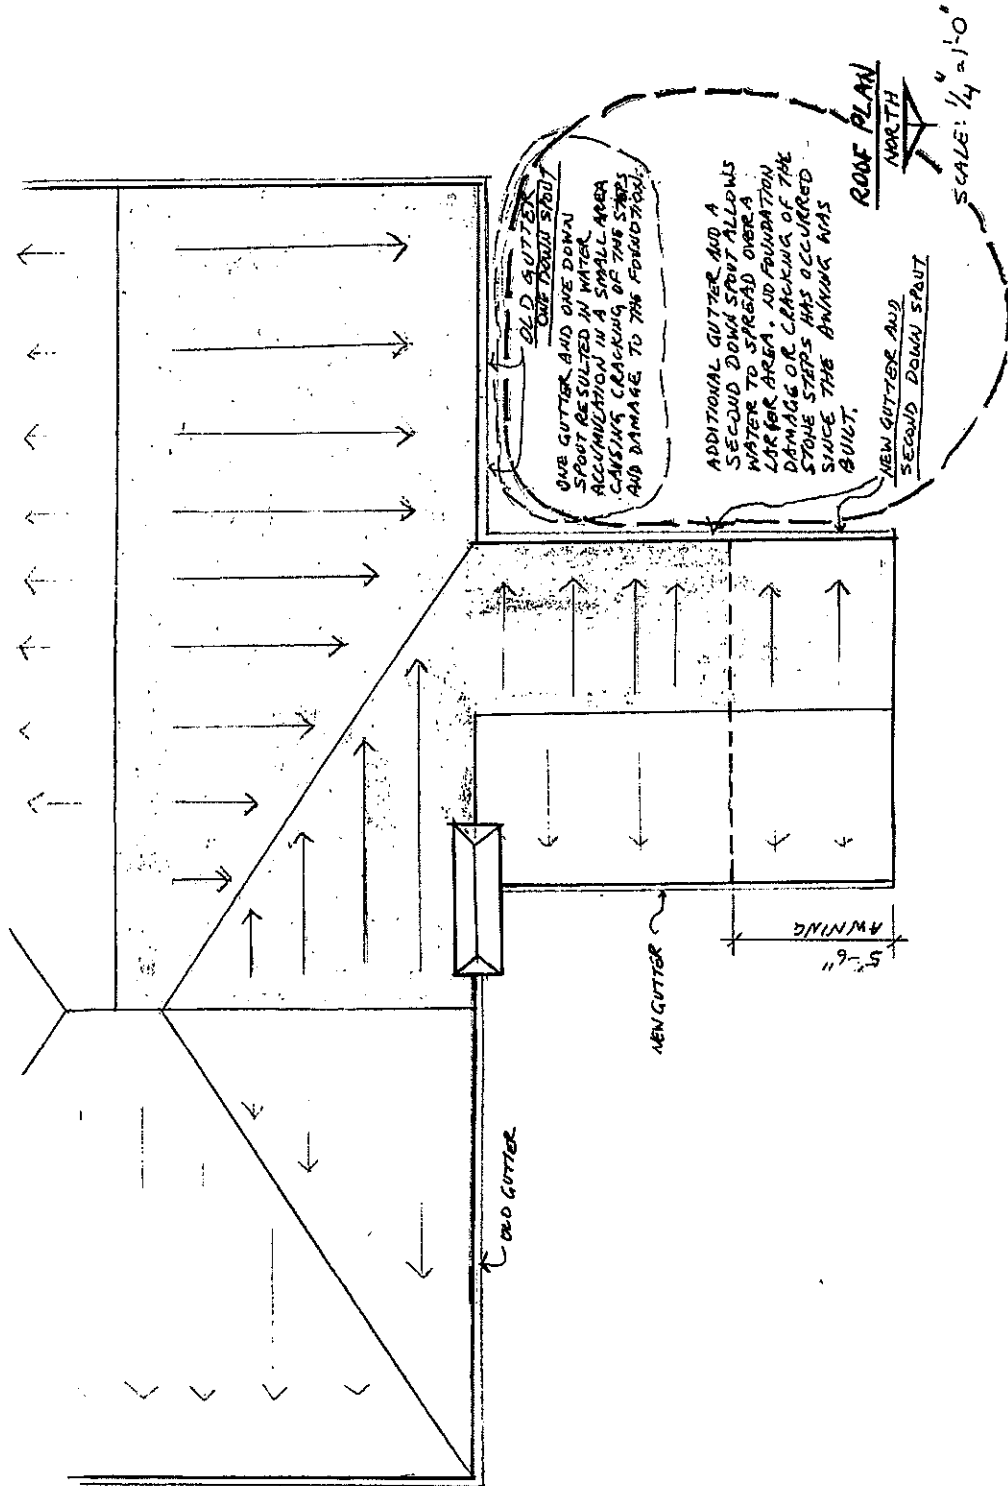 OLD GUTTER
ONE DOWN SPOUT
ONE GUTTER AND ONE DOWN
SPOUT RESULTED IN WATER
ACCUMULATION IN A SMALL AREA
CAUSING CRACKING OF THE STEPS
AND DAMAGE TO THE FOUNDTION.
ADDITIONAL GUTTER AND A
SECOND DOWN SPOUT ALLOWS
WATER TO SPREAD OVER A
LARGER AREA. NO FOUNDATION
DAMAGE OR CRACKING OF THE
STONE STEPS HAS OCCURRED
SINCE THE AWNING WAS
BUILT.
NEW GUTTER AND
SECOND DOWN SPOUT
ROOF PLAN
NORTH
SCALE: 1/4" = 1'-0"
NEW GUTTER
5'-6"
AWNING
OLD GUTTER